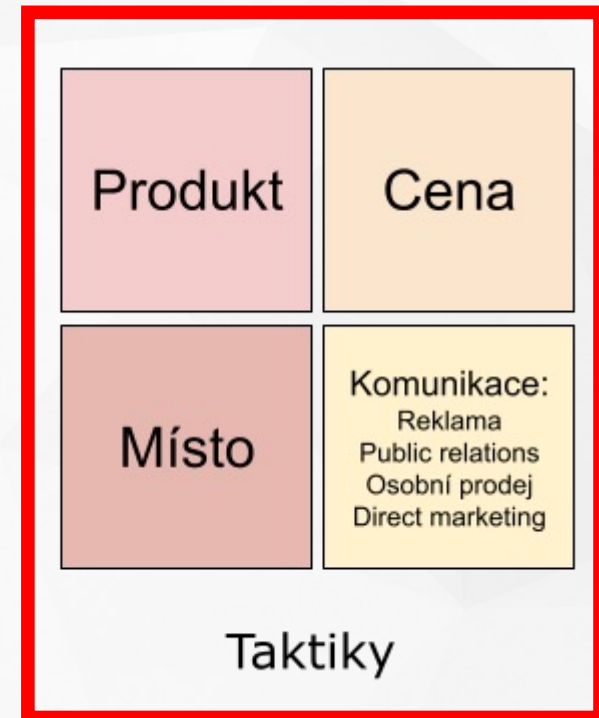 Produkt
Cena
Místo
Komunikace:
Reklama
Public relations
Osobní prodej
Direct marketing
Taktiky